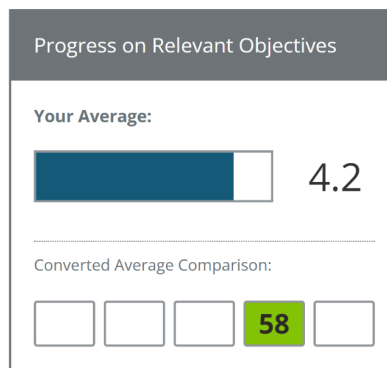 Progress on Relevant Objectives
Your Average:
4.2
Converted Average Comparison:
58